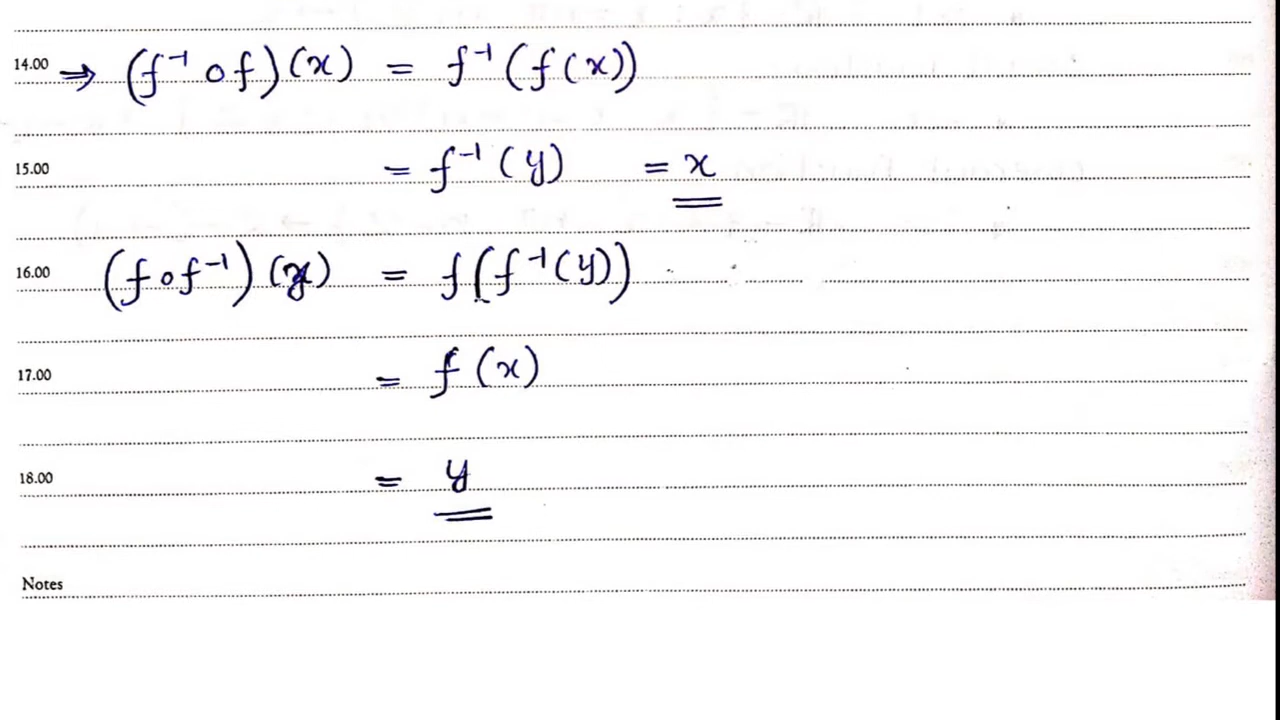 14.00 ⇒ (f⁻¹ ∘ f)(x) = f⁻¹(f(x))
15.00 = f⁻¹(y) = x
16.00 (f∘f⁻¹)(y) = f(f⁻¹(y))
17.00 = f(x)
18.00 = y
Notes